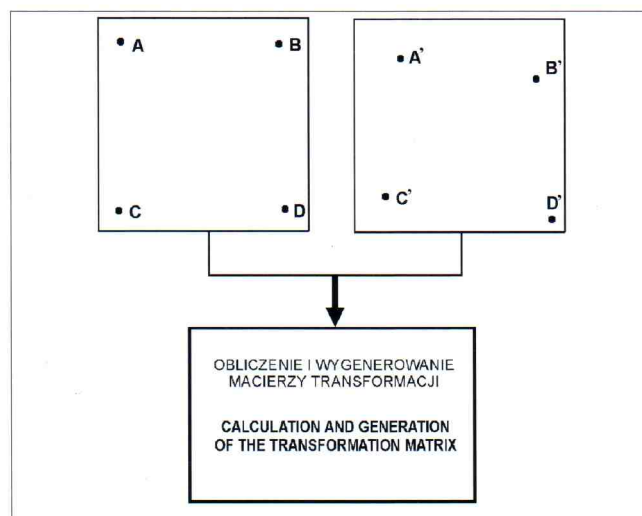 A B
C D
A' B'
C' D'
OBLICZENIE I WYGENEROWANIE
MACIERZY TRANSFORMACJI
CALCULATION AND GENERATION
OF THE TRANSFORMATION MATRIX